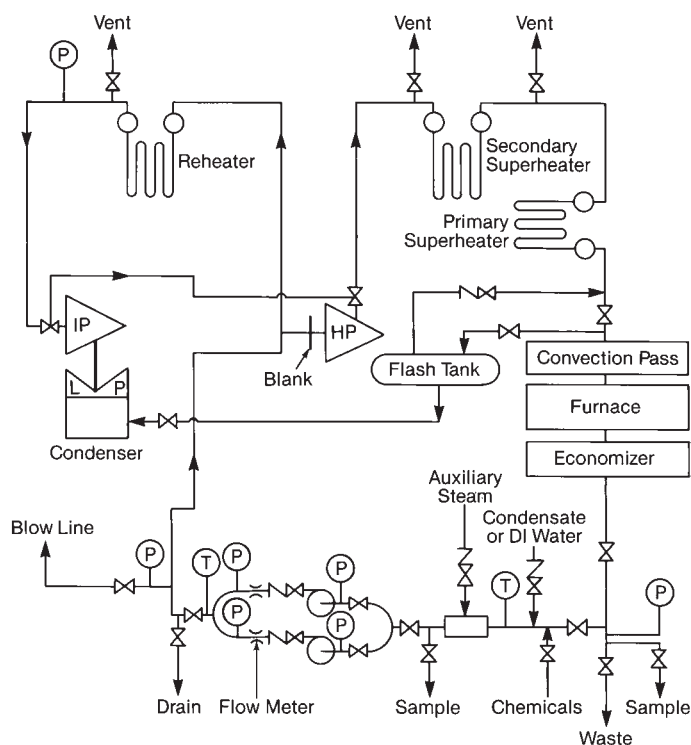 Vent
Vent
Vent
P
Reheater
Secondary
Superheater
Primary
Superheater
IP
HP
Blank
Flash Tank
Convection Pass
Furnace
Economizer
L P
Condenser
Auxiliary
Steam
Condensate
or DI Water
Blow Line
P
T
P
P
P
P
T
P
Drain
Flow Meter
Sample
Chemicals
Sample
Waste